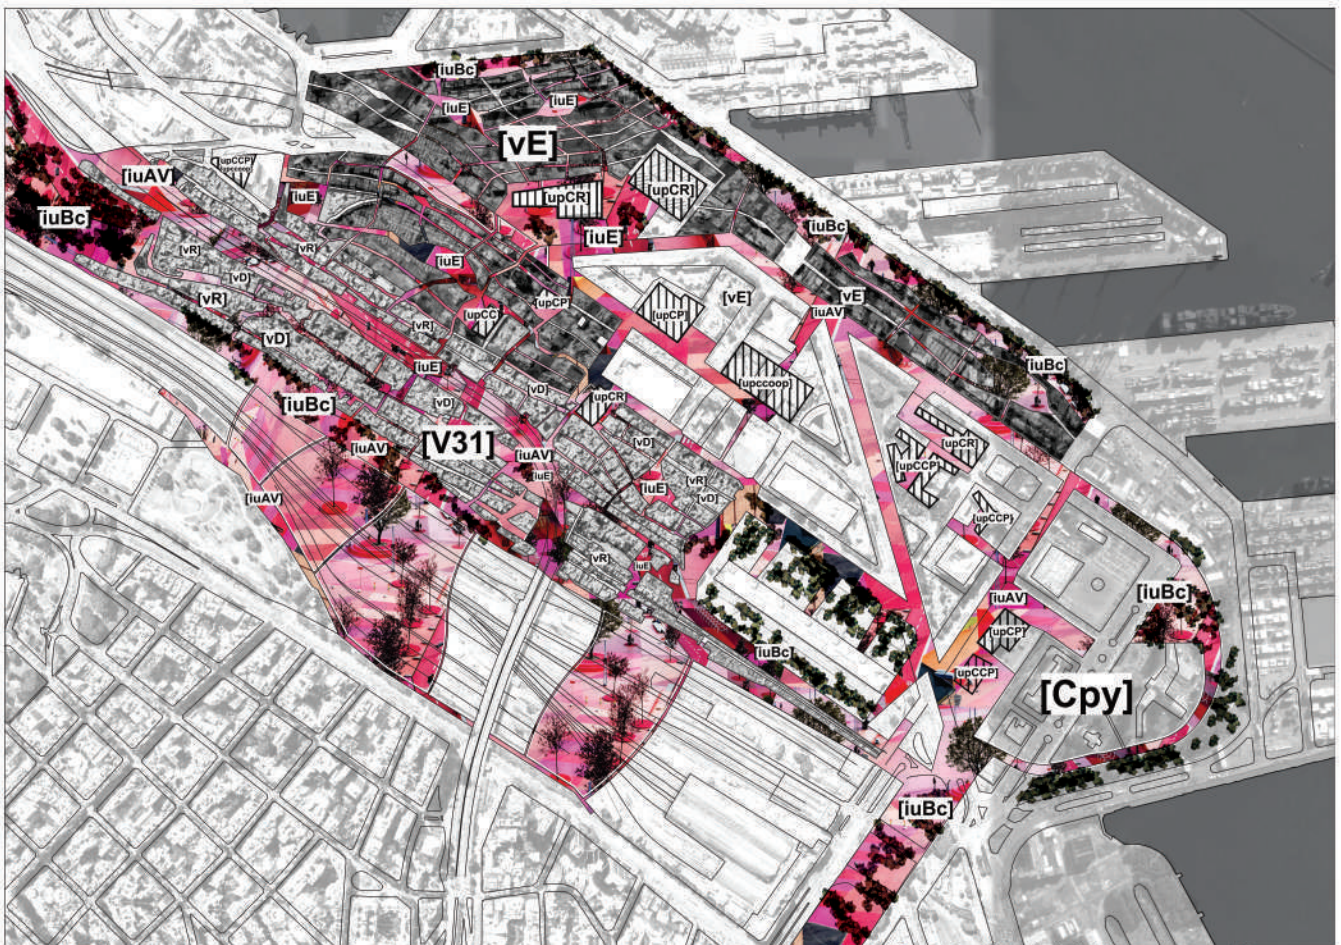 [iuBc]
[iuE]
[iuE]
[vE]
[upCCP]
[upccoop]
[iuAV]
[upCR]
[upCR]
[iuE]
[iuBc]
[iuBc]
[iuE]
[vR]
[vR]
[iuE]
[vD]
[vR]
[upCP]
[vE]
[vE]
[upCC]
[upCP]
[iuAV]
[vR]
[vD]
[iuE]
[iuBc]
[vD]
[upccoop]
[iuBc]
[vD]
[upCR]
[V31]
[vD]
[upCR]
[iuAV]
[iuAV]
[upCCP]
[iuE]
[vR]
[iuE]
[iuAV]
[vD]
[upCCP]
[vR]
[iuE]
[iuBc]
[iuAV]
[upCP]
[iuBc]
[upCCP]
[Cpy]
[iuBc]